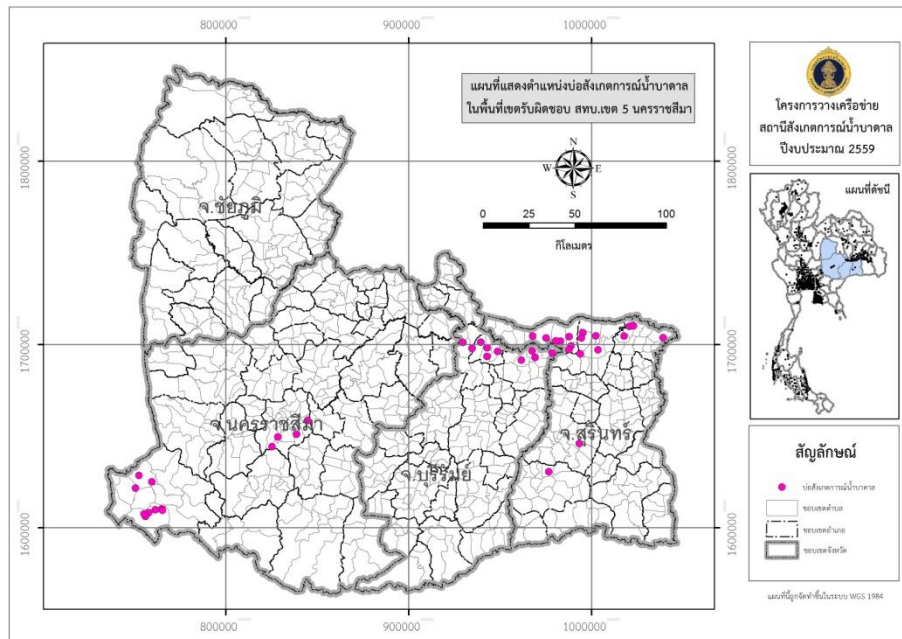 800000 900000 1000000
แผนที่แสดงตำแหน่งบ่อสังเกตการณ์น้ำบาดาล
ในพื้นที่เขตรับผิดชอบ สทบ.เขต 5 นครราชสีมา
N
W E
S
0 25 50 100
กิโลเมตร
1800000
1700000
1600000
1800000
1700000
1600000
จ.ชัยภูมิ
จ.นครราชสีมา
จ.บุรีรัมย์
จ.สุรินทร์
800000 900000 1000000
โครงการวางเครือข่าย
สถานีสังเกตการณ์น้ำบาดาล
ปีงบประมาณ 2559
แผนที่ดัชนี
สัญลักษณ์
บ่อสังเกตการณ์น้ำบาดาล
ขอบเขตตำบล
ขอบเขตอำเภอ
ขอบเขตจังหวัด
แผนที่นี้ถูกจัดทำขึ้นในระบบ WGS 1984